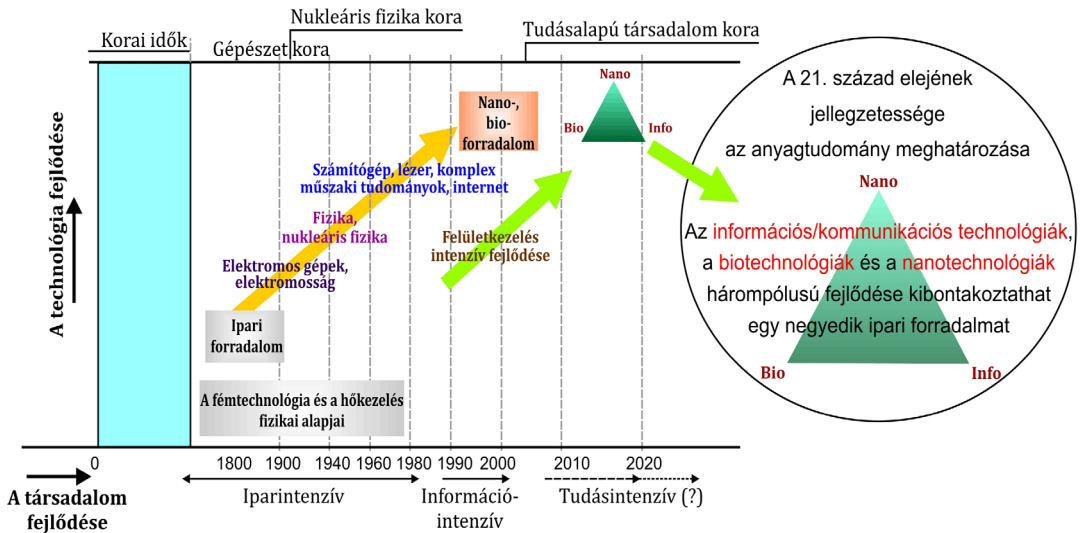 Nukleáris fizika kora
Korai idők
Gépészet kora
Tudásalapú társadalom kora
A technológia fejlődése
Nano-,
bio-
forradalom
Nano
Bio
Info
Számítógép, lézer, komplex
műszaki tudományok, internet
Fizika,
nukleáris fizika
Felületkezelés
intenzív fejlődése
Elektromos gépek,
elektromosság
Ipari
forradalom
A fémtechnológia és a hőkezelés
fizikai alapjai
0
1800
1900
1940
1960
1980
1990
2000
2010
2020
A társadalom
fejlődése
Iparintenzív
Információ-
intenzív
Tudásintenzív (?)
A 21. század elejének
jellegzetessége
az anyagtudomány meghatározása
Nano
Az információs/kommunikációs technológiák,
a biotechnológiák és a nanotechnológiák
hárompólusú fejlődése kibontakoztathat
egy negyedik ipari forradalmat
Bio
Info